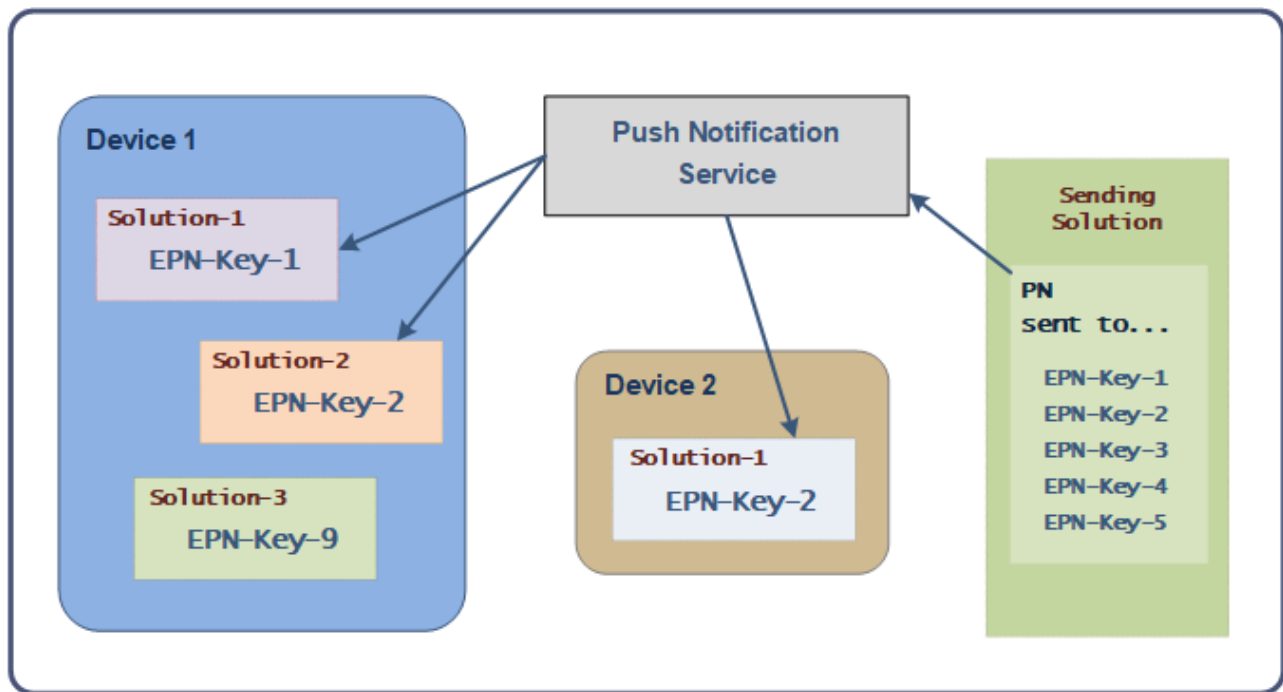 Device 1
Solution-1
EPN-Key-1
Solution-2
EPN-Key-2
Solution-3
EPN-Key-9
Push Notification
Service
Device 2
Solution-1
EPN-Key-2
Sending
Solution
PN
sent to...
EPN-Key-1
EPN-Key-2
EPN-Key-3
EPN-Key-4
EPN-Key-5